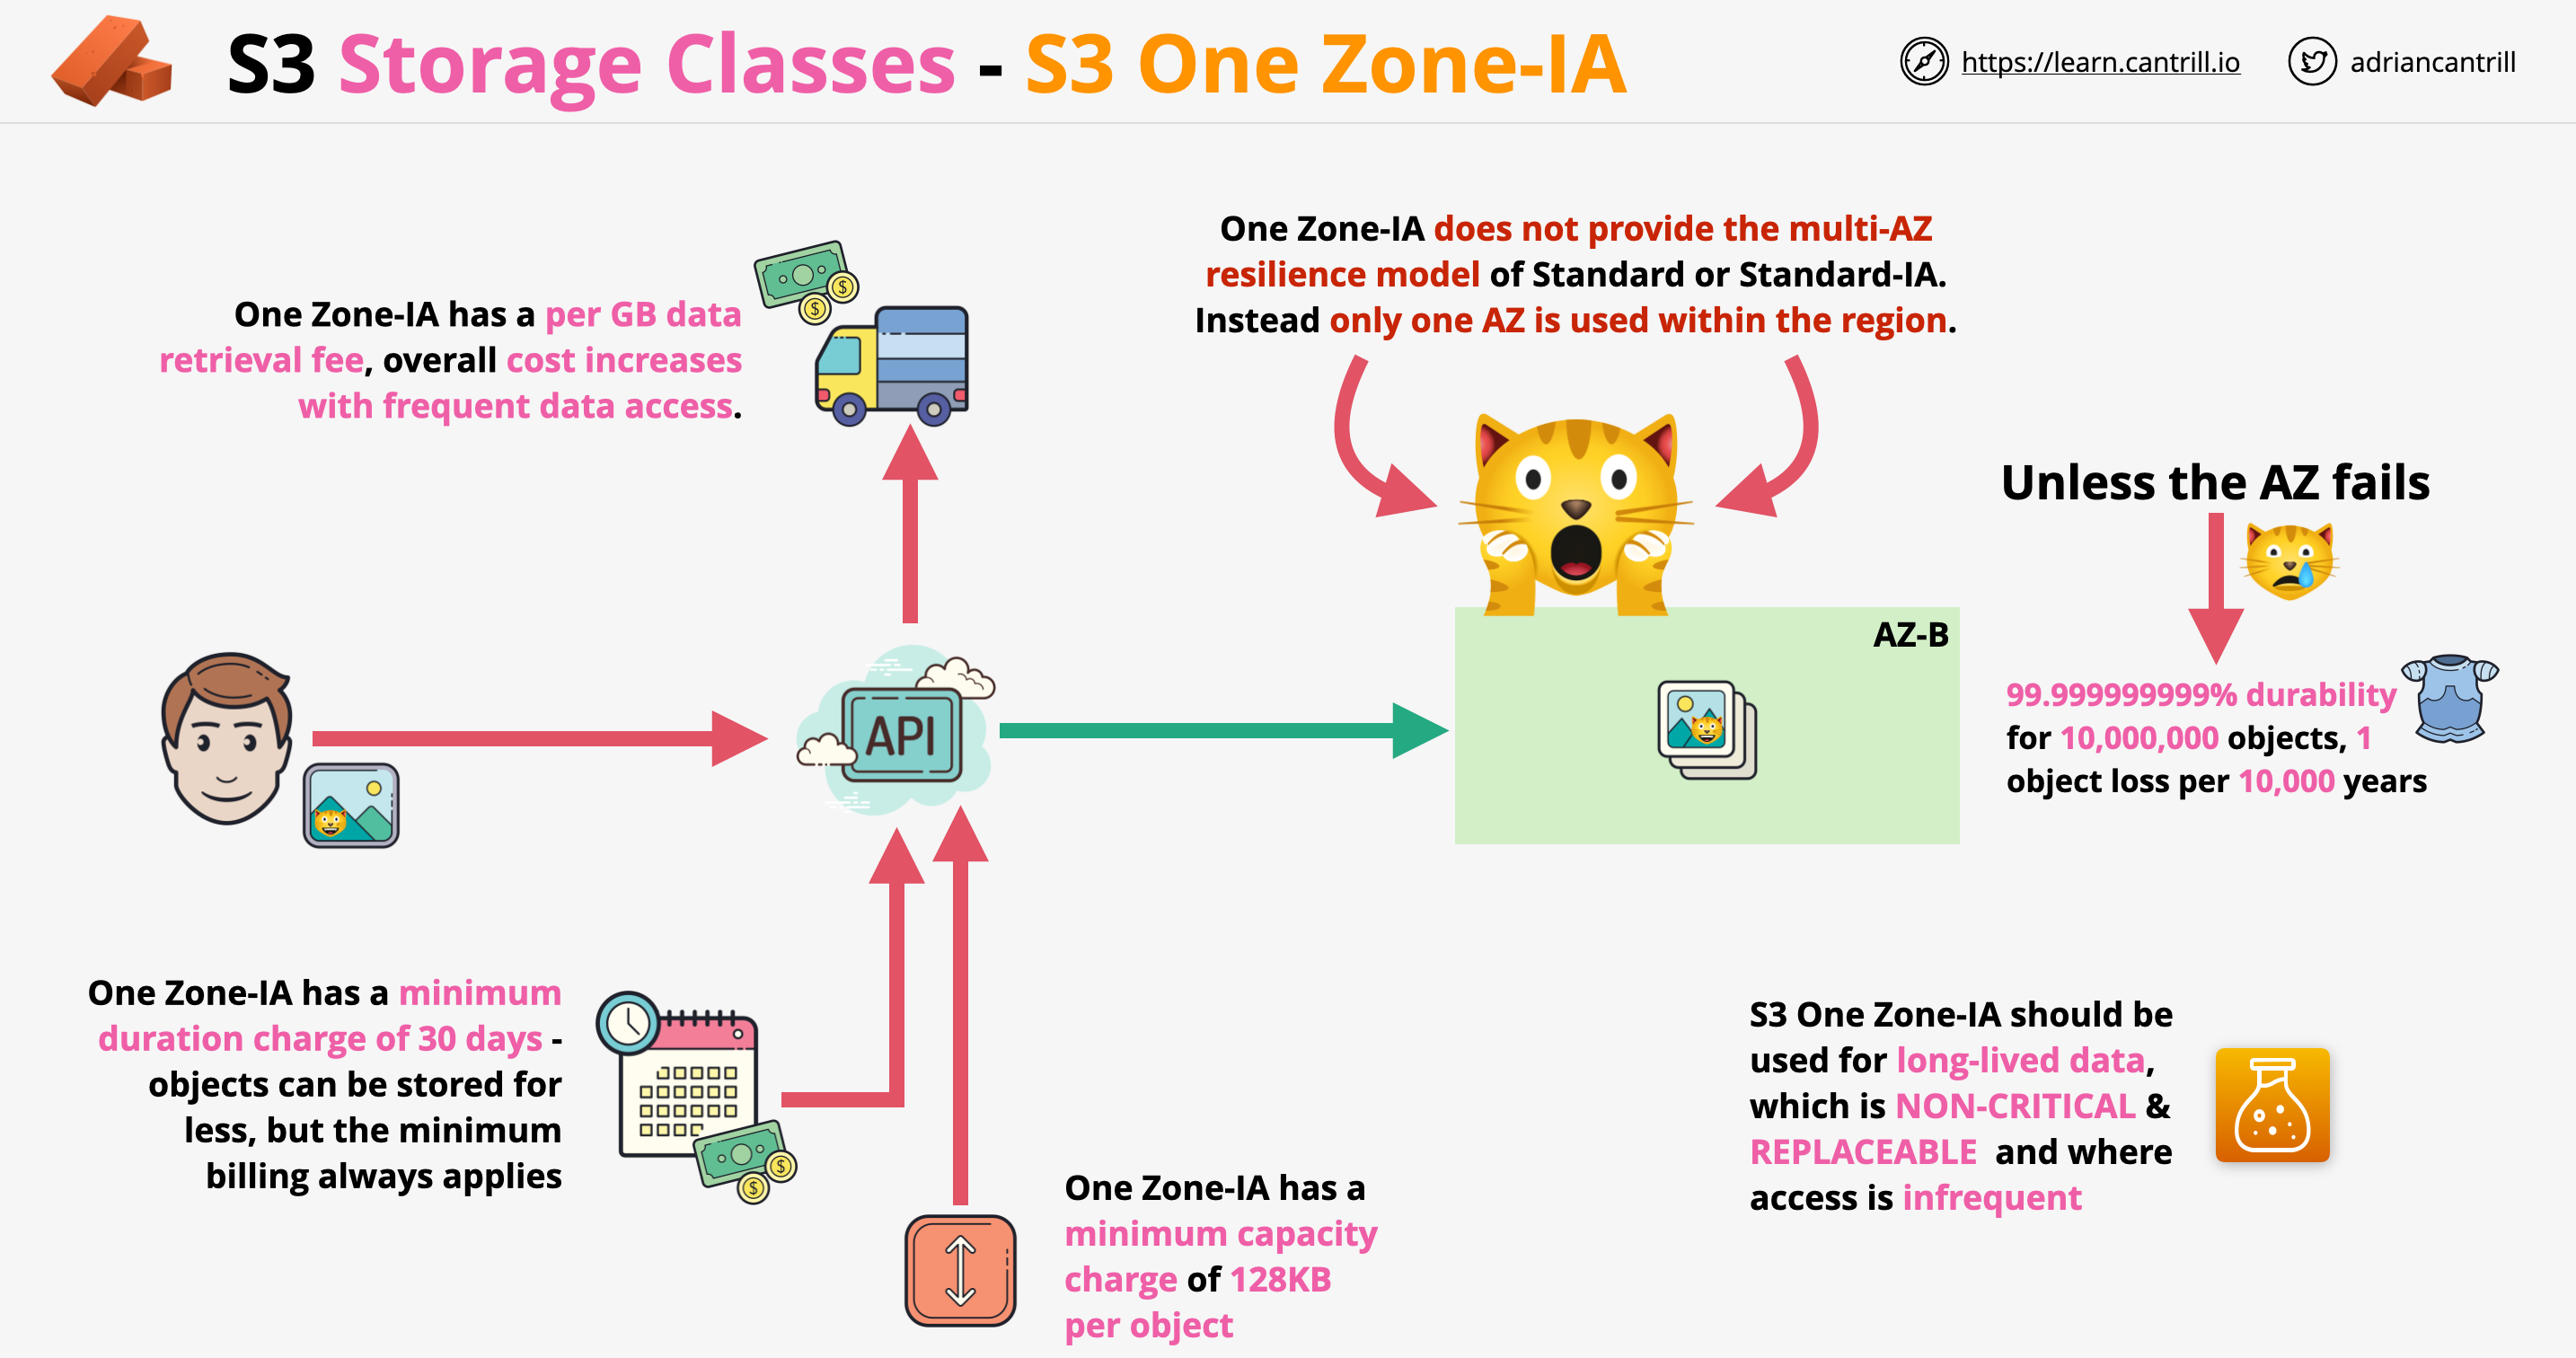 S3 Storage Classes - S3 One Zone-IA
https://learn.cantrill.io
adriancantrill
One Zone-IA has a per GB data
retrieval fee, overall cost increases
with frequent data access.
One Zone-IA does not provide the multi-AZ
resilience model of Standard or Standard-IA.
Instead only one AZ is used within the region.
Unless the AZ fails
99.999999999% durability
for 10,000,000 objects, 1
object loss per 10,000 years
AZ-B
API
One Zone-IA has a minimum
duration charge of 30 days -
objects can be stored for
less, but the minimum
billing always applies
One Zone-IA has a
minimum capacity
charge of 128KB
per object
S3 One Zone-IA should be
used for long-lived data,
which is NON-CRITICAL &
REPLACEABLE and where
access is infrequent